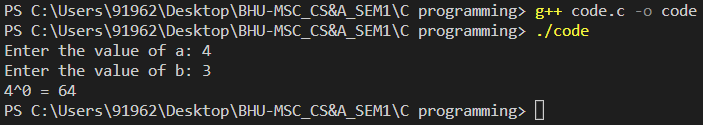 PS C:\Users\91962\Desktop\BHU-MSC_CS&A_SEM1\C programming> g++ code.c -o code
PS C:\Users\91962\Desktop\BHU-MSC_CS&A_SEM1\C programming> ./code
Enter the value of a: 4
Enter the value of b: 3
4^0 = 64
PS C:\Users\91962\Desktop\BHU-MSC_CS&A_SEM1\C programming>